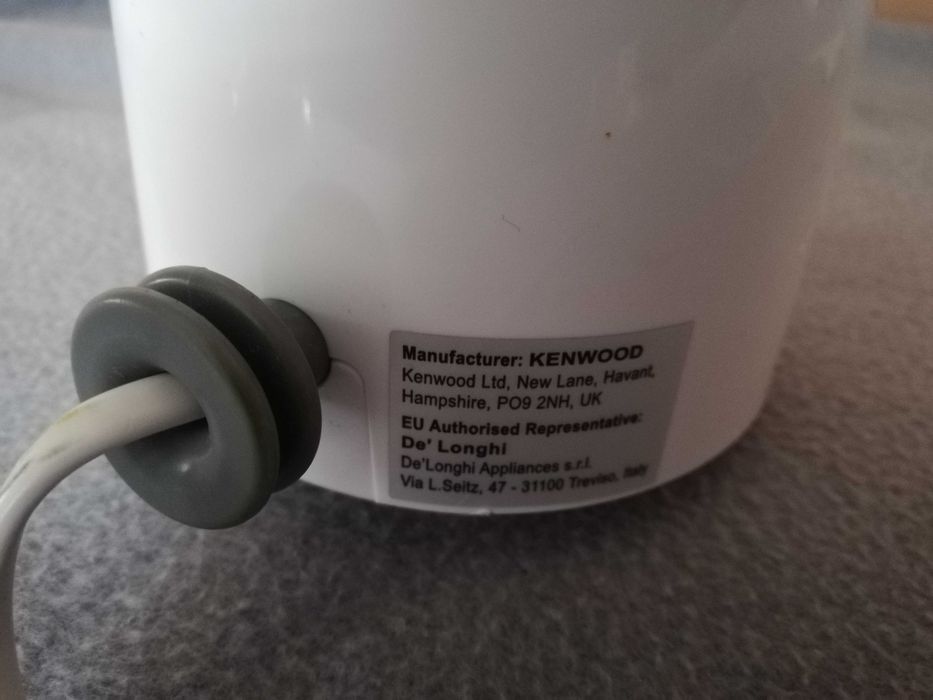 Manufacturer: KENWOOD
Kenwood Ltd, New Lane, Havant,
Hampshire, PO9 2NH, UK
EU Authorised Representative:
De' Longhi
De'Longhi Appliances s.r.l.
Via L.Seitz, 47 - 31100 Treviso, Italy